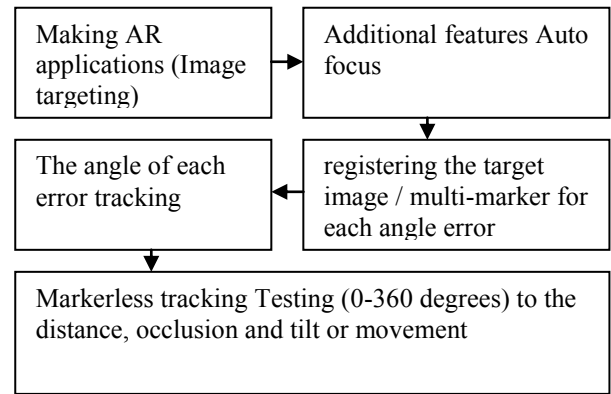 Making AR
applications (Image
targeting)
Additional features Auto
focus
registering the target
image / multi-marker for
each angle error
The angle of each
error tracking
Markerless tracking Testing (0-360 degrees) to the
distance, occlusion and tilt or movement